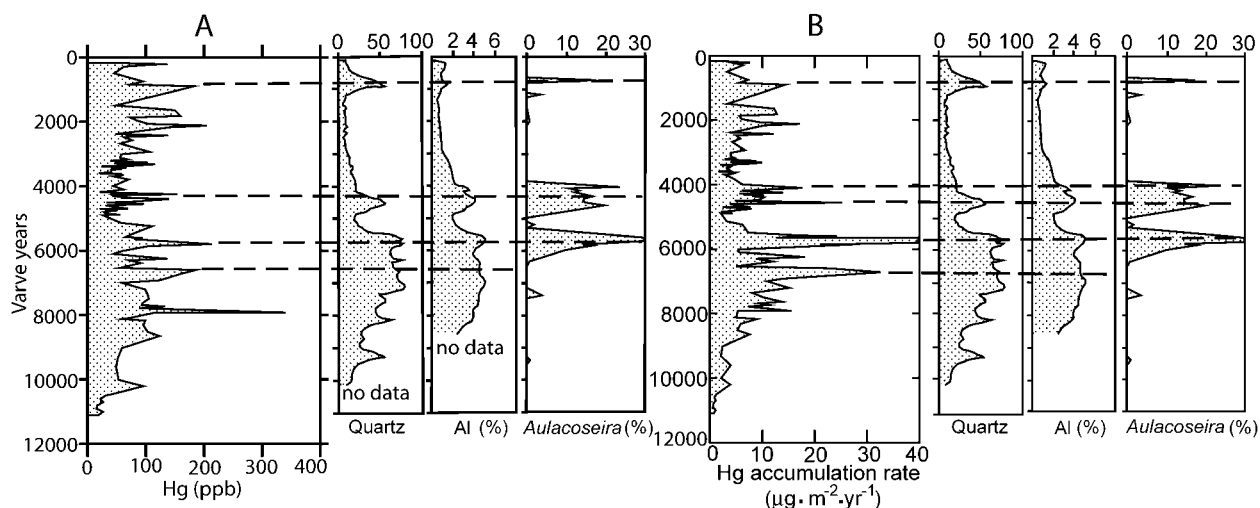 A
B
0 50 100
0 2 4 6
0 10 20 30
0 50 100
0 2 4 6
0 10 20 30
0
2000
4000
6000
8000
10000
12000
Varve years
0 100 200 300 400
Hg (ppb)
no data
Quartz
no data
Al (%)
Aulacoseira (%)
0
2000
4000
6000
8000
10000
12000
0 10 20 30 40
Hg accumulation rate
(µg·m⁻²·yr⁻¹)
Quartz
Al (%)
Aulacoseira (%)